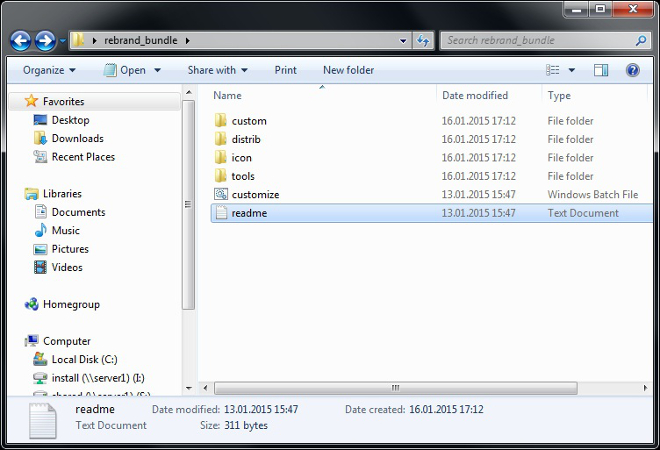 rebrand_bundle
Search rebrand_bundle
Organize Open Share with Print New folder
Favorites
Desktop
Downloads
Recent Places
Libraries
Documents
Music
Pictures
Videos
Homegroup
Computer
Local Disk (C:)
install (\\server1) (I:)
shared (\\server1) (S:)
Name Date modified Type
custom 16.01.2015 17:12 File folder
distrib 16.01.2015 17:12 File folder
icon 16.01.2015 17:12 File folder
tools 16.01.2015 17:12 File folder
customize 13.01.2015 15:47 Windows Batch File
readme 13.01.2015 15:47 Text Document
readme Date modified: 13.01.2015 15:47 Date created: 16.01.2015 17:12
Text Document Size: 311 bytes